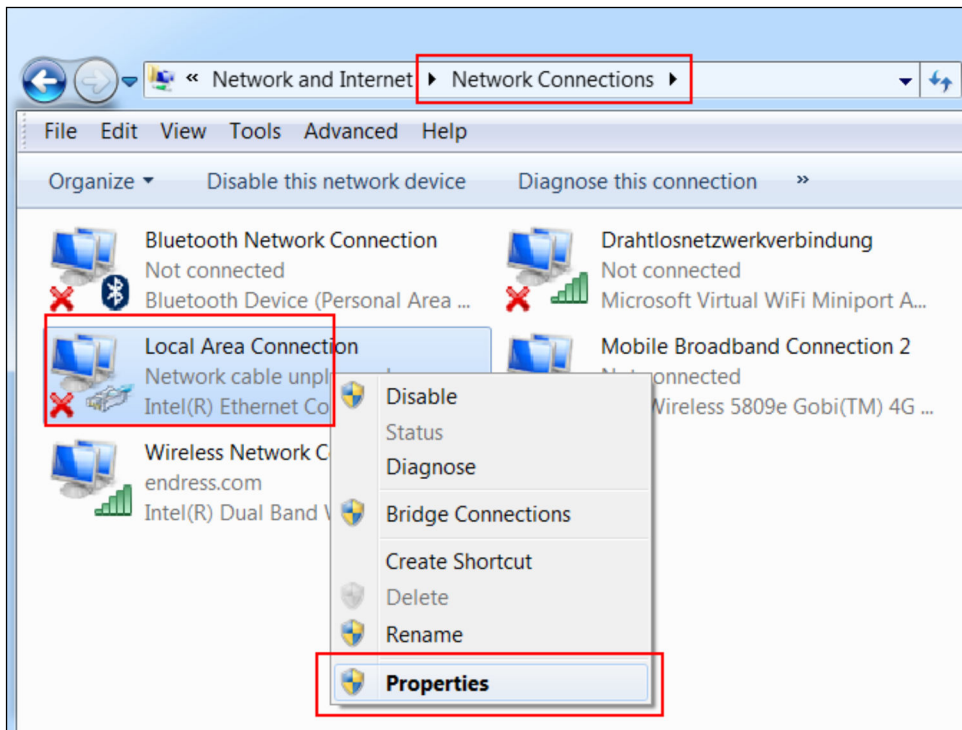 « Network and Internet ▸ Network Connections ▸
File Edit View Tools Advanced Help
Organize ▾ Disable this network device Diagnose this connection »
Bluetooth Network Connection
Not connected
Bluetooth Device (Personal Area ...
Drahtlosnetzwerkverbindung
Not connected
Microsoft Virtual WiFi Miniport A...
Local Area Connection
Network cable
Intel(R) Ethernet
Mobile Broadband Connection 2
Wireless 5809e Gobi(TM) 4G ...
Wireless Network
endress.com
Intel(R) Dual Band
Disable
Status
Diagnose
Bridge Connections
Create Shortcut
Delete
Rename
Properties